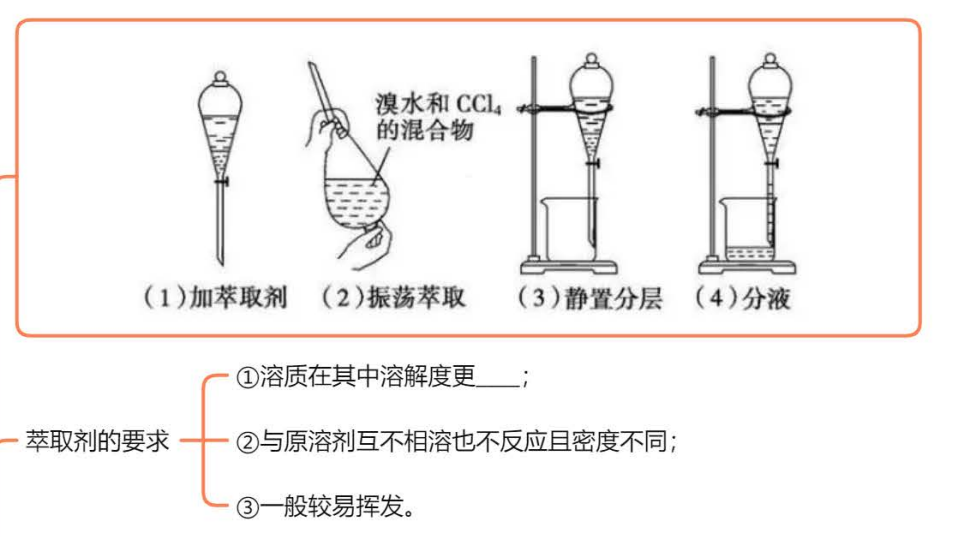 溴水和CCl₄
的混合物
(1)加萃取剂 (2)振荡萃取 (3)静置分层 (4)分液
①溶质在其中溶解度更____；
萃取剂的要求
②与原溶剂互不相溶也不反应且密度不同；
③一般较易挥发。